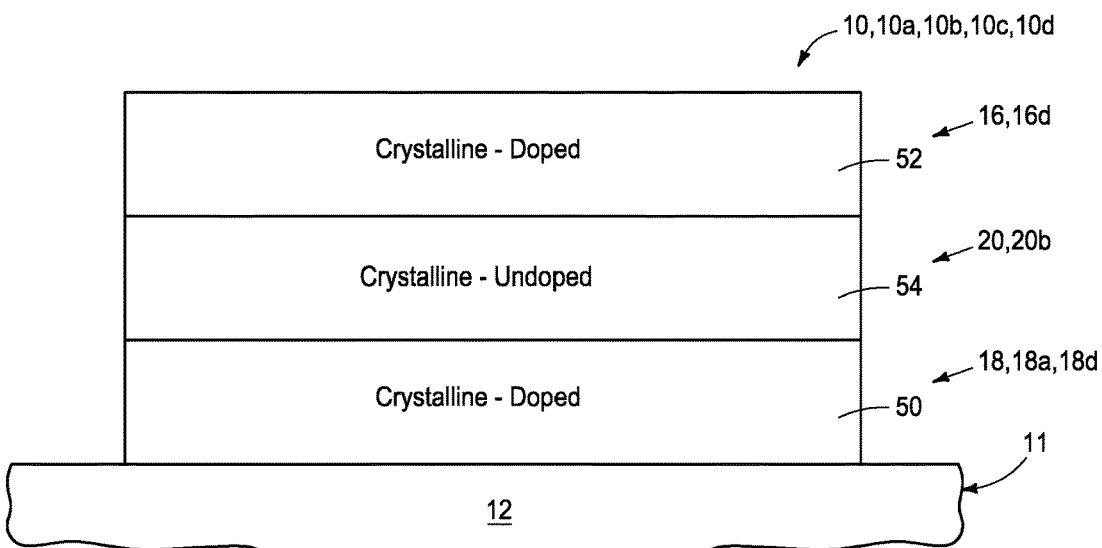 10,10a,10b,10c,10d
16,16d
Crystalline - Doped
52
20,20b
Crystalline - Undoped
54
18,18a,18d
Crystalline - Doped
50
11
12